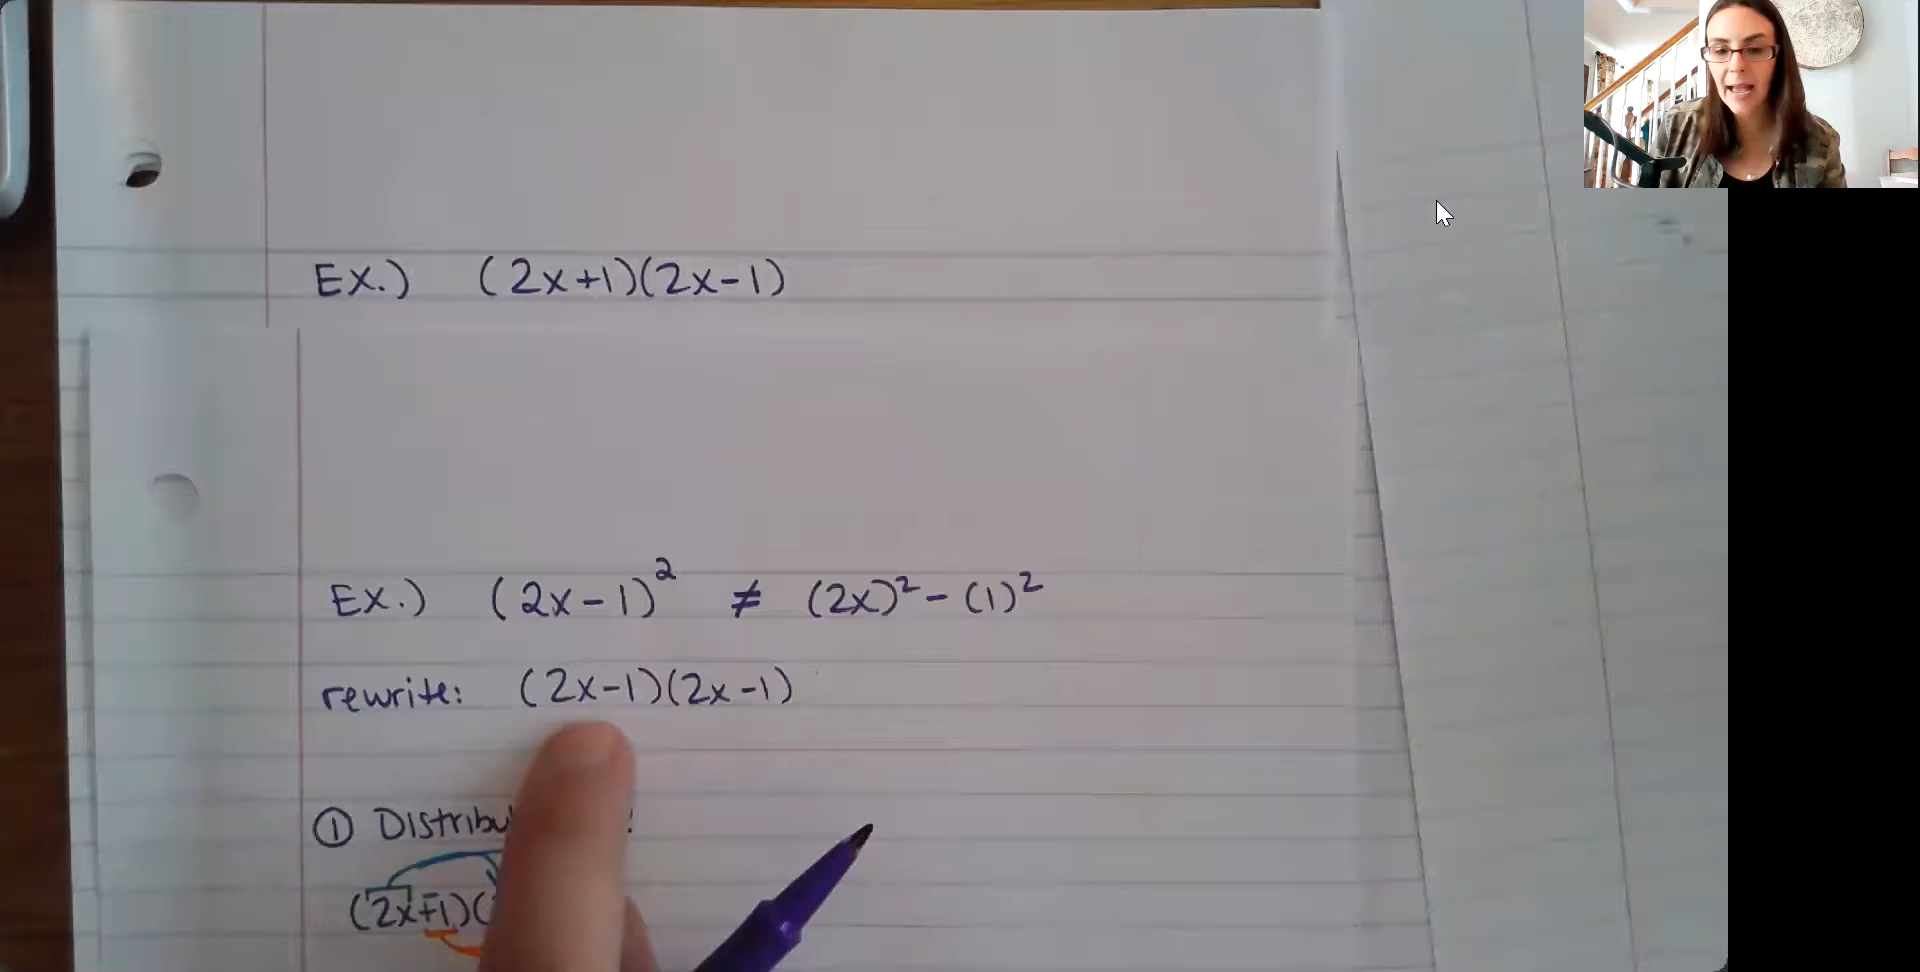 Ex.) (2x+1)(2x-1)
Ex.) (2x-1)² ≠ (2x)² - (1)²
rewrite: (2x-1)(2x-1)
① Distribu
(2x+1)(